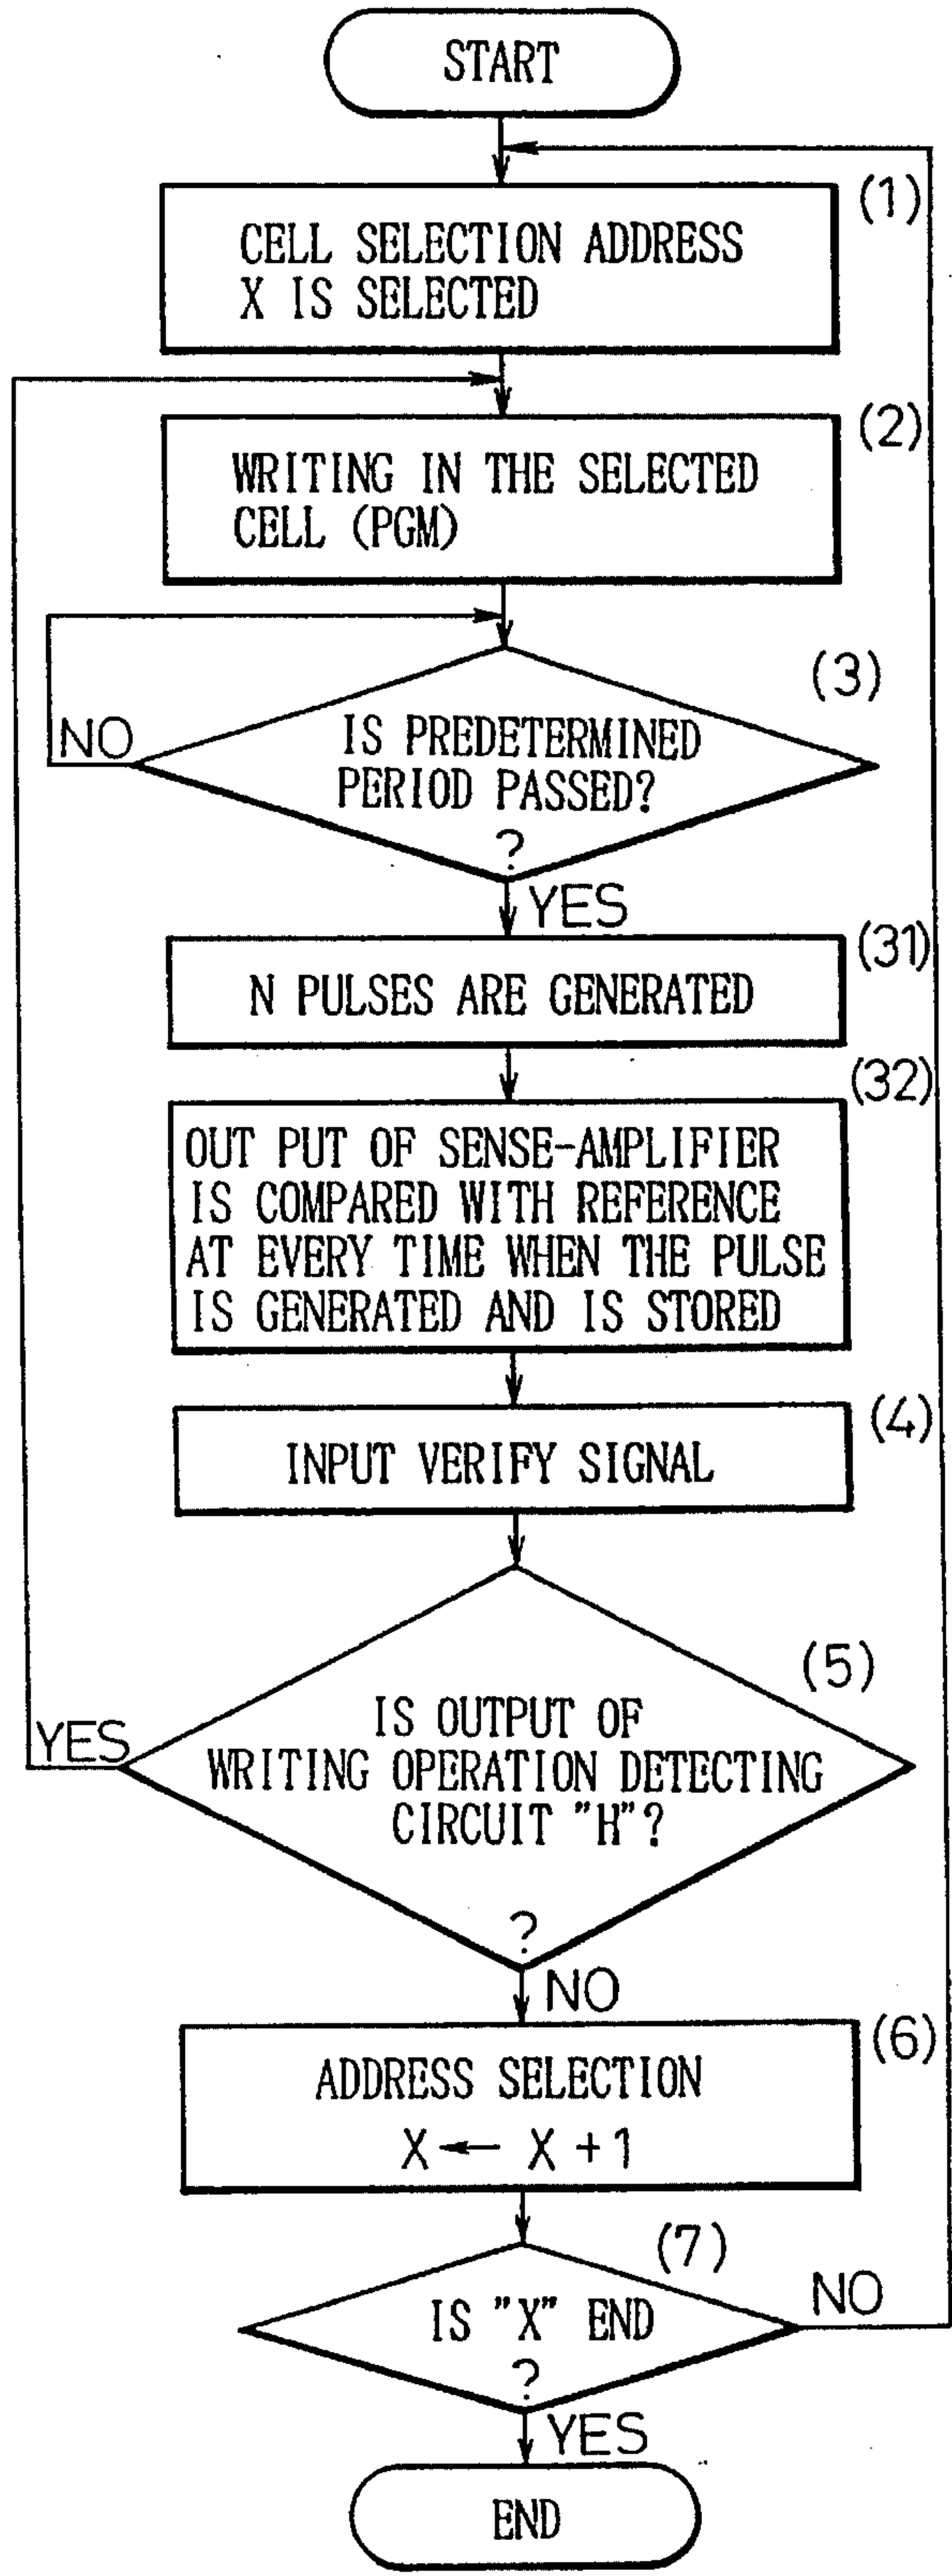 START
(1)
CELL SELECTION ADDRESS
X IS SELECTED
(2)
WRITING IN THE SELECTED
CELL (PGM)
(3)
NO
IS PREDETERMINED
PERIOD PASSED?
?
YES
(31)
N PULSES ARE GENERATED
(32)
OUT PUT OF SENSE-AMPLIFIER
IS COMPARED WITH REFERENCE
AT EVERY TIME WHEN THE PULSE
IS GENERATED AND IS STORED
(4)
INPUT VERIFY SIGNAL
(5)
YES
IS OUTPUT OF
WRITING OPERATION DETECTING
CIRCUIT "H"?
?
NO
(6)
ADDRESS SELECTION
X ← X + 1
(7)
NO
IS "X" END
?
YES
END